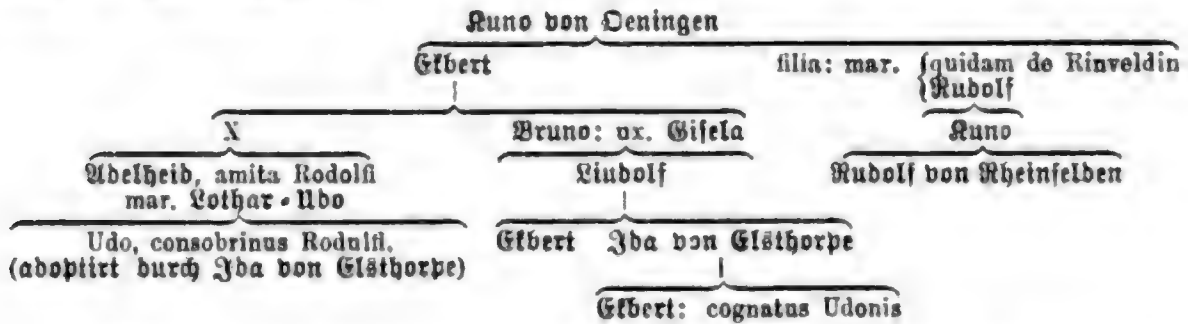 Kuno von Oeningen
Ekbert filia: mar. {quidam de Rinveldin
{Rudolf
X Bruno: ux. Gisela Kuno
Adelheid, amita Rodolfi Liudolf Rudolf von Rheinfelden
mar. Lothar-Udo
Udo, consobrinus Rodulfi. Ekbert Ida von Elsthorpe
(adoptirt durch Ida von Elsthorpe)
Ekbert: cognatus Udonis